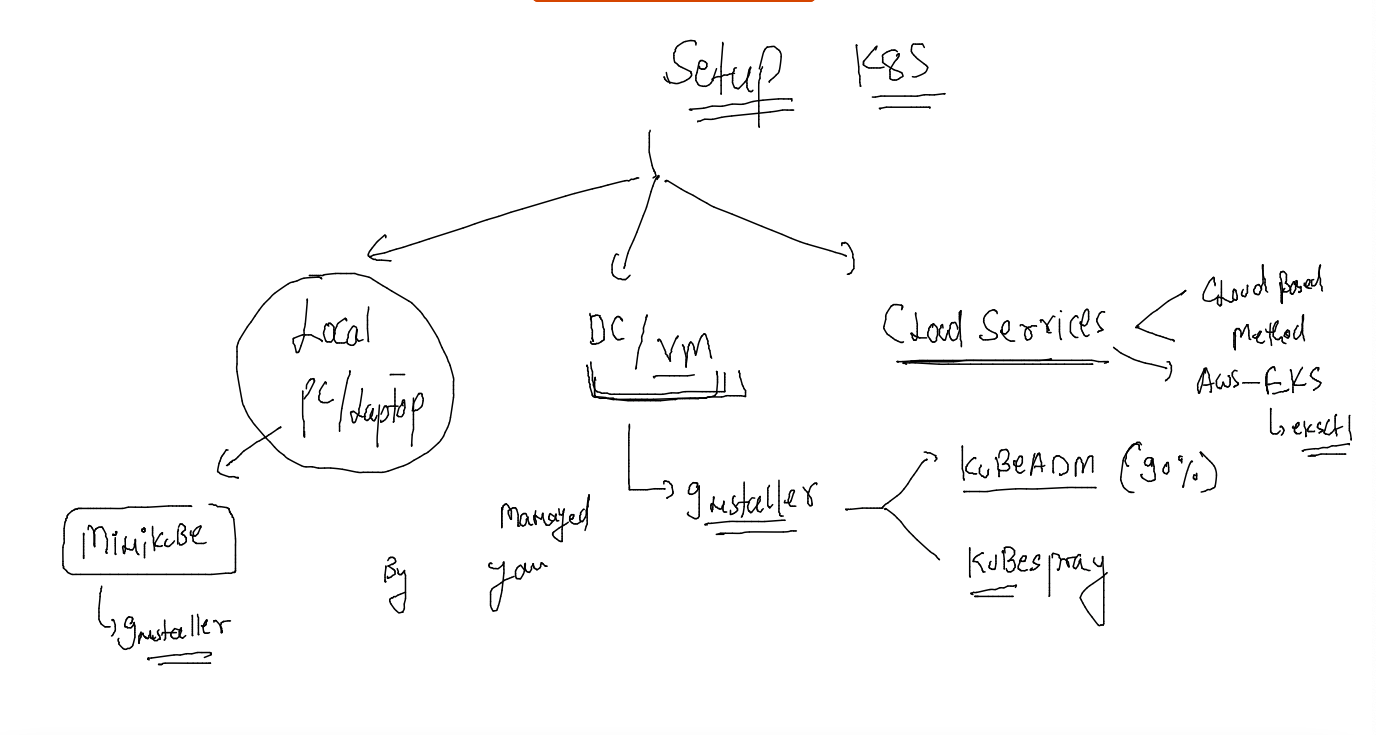 Setup K8S
Local
PC/Laptop
DC/VM
Cloud Services
Cloud Based
Method
AWS-EKS
eksctl
Minikube
Installer
Managed
By you
Installer
KuBeADM (90%)
KuBespray